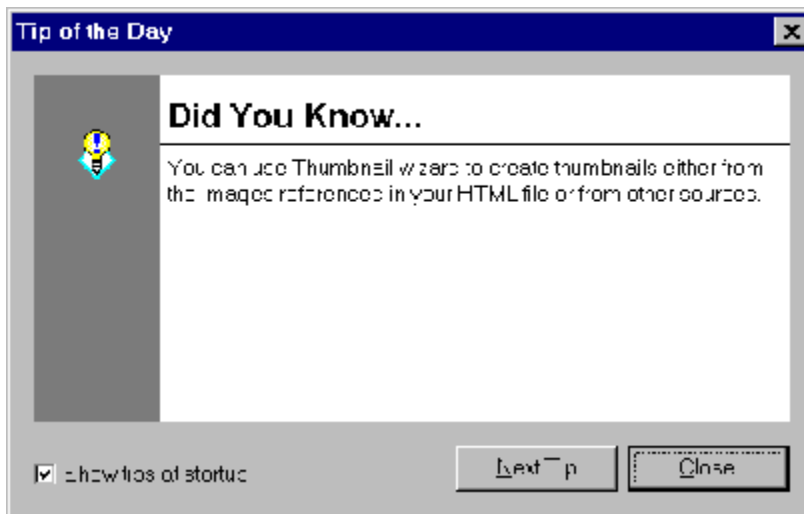 Tip of the Day
Did You Know...
You can use Thumbnail wizard to create thumbnails either from
the images references in your HTML file or from other sources.
Show tips at startup
Next Tip
Close